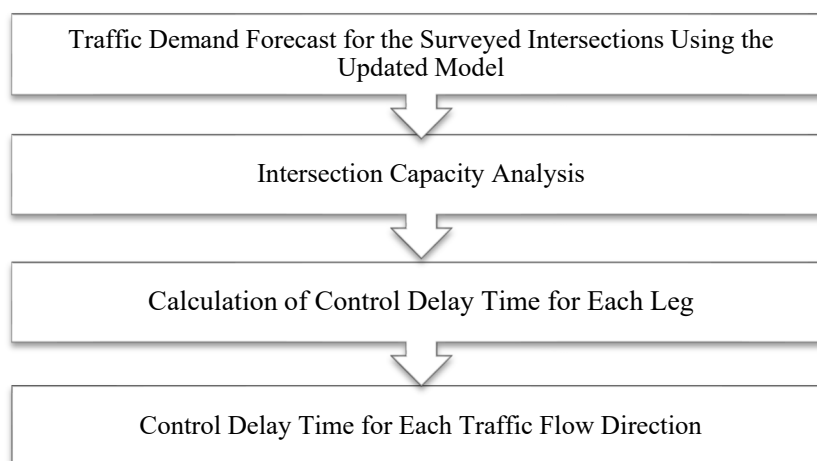 Traffic Demand Forecast for the Surveyed Intersections Using the
Updated Model
Intersection Capacity Analysis
Calculation of Control Delay Time for Each Leg
Control Delay Time for Each Traffic Flow Direction